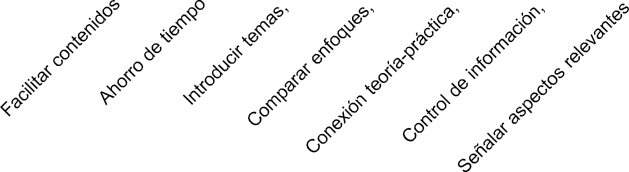 Facilitar contenidos
Ahorro de tiempo
Introducir temas,
Comparar enfoques,
Conexión teoría-práctica,
Control de información,
Señalar aspectos relevantes